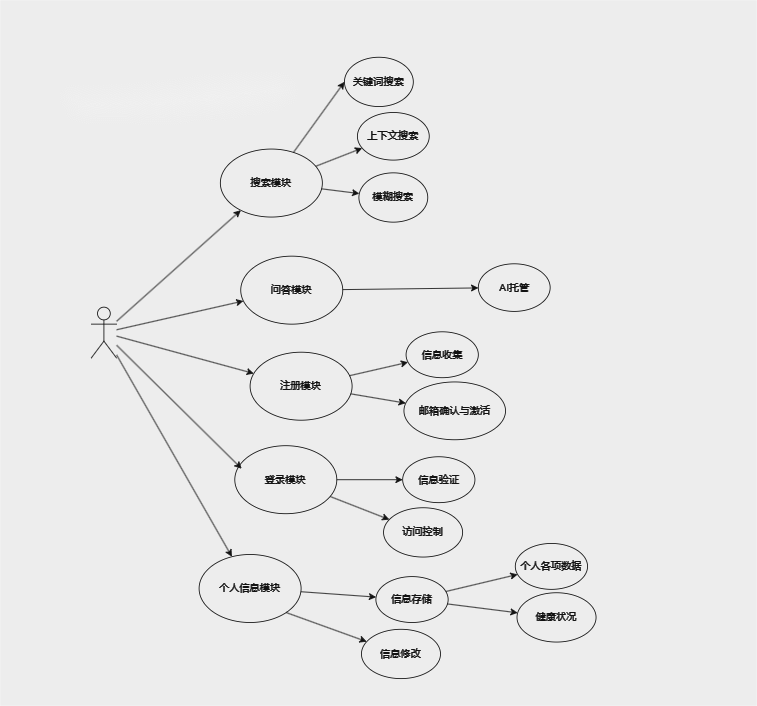 关键词搜索
上下文搜索
搜索模块
模糊搜索
问答模块
AI托管
信息收集
注册模块
邮箱确认与激活
登录模块
信息验证
访问控制
个人各项数据
个人信息模块
信息存储
健康状况
信息修改